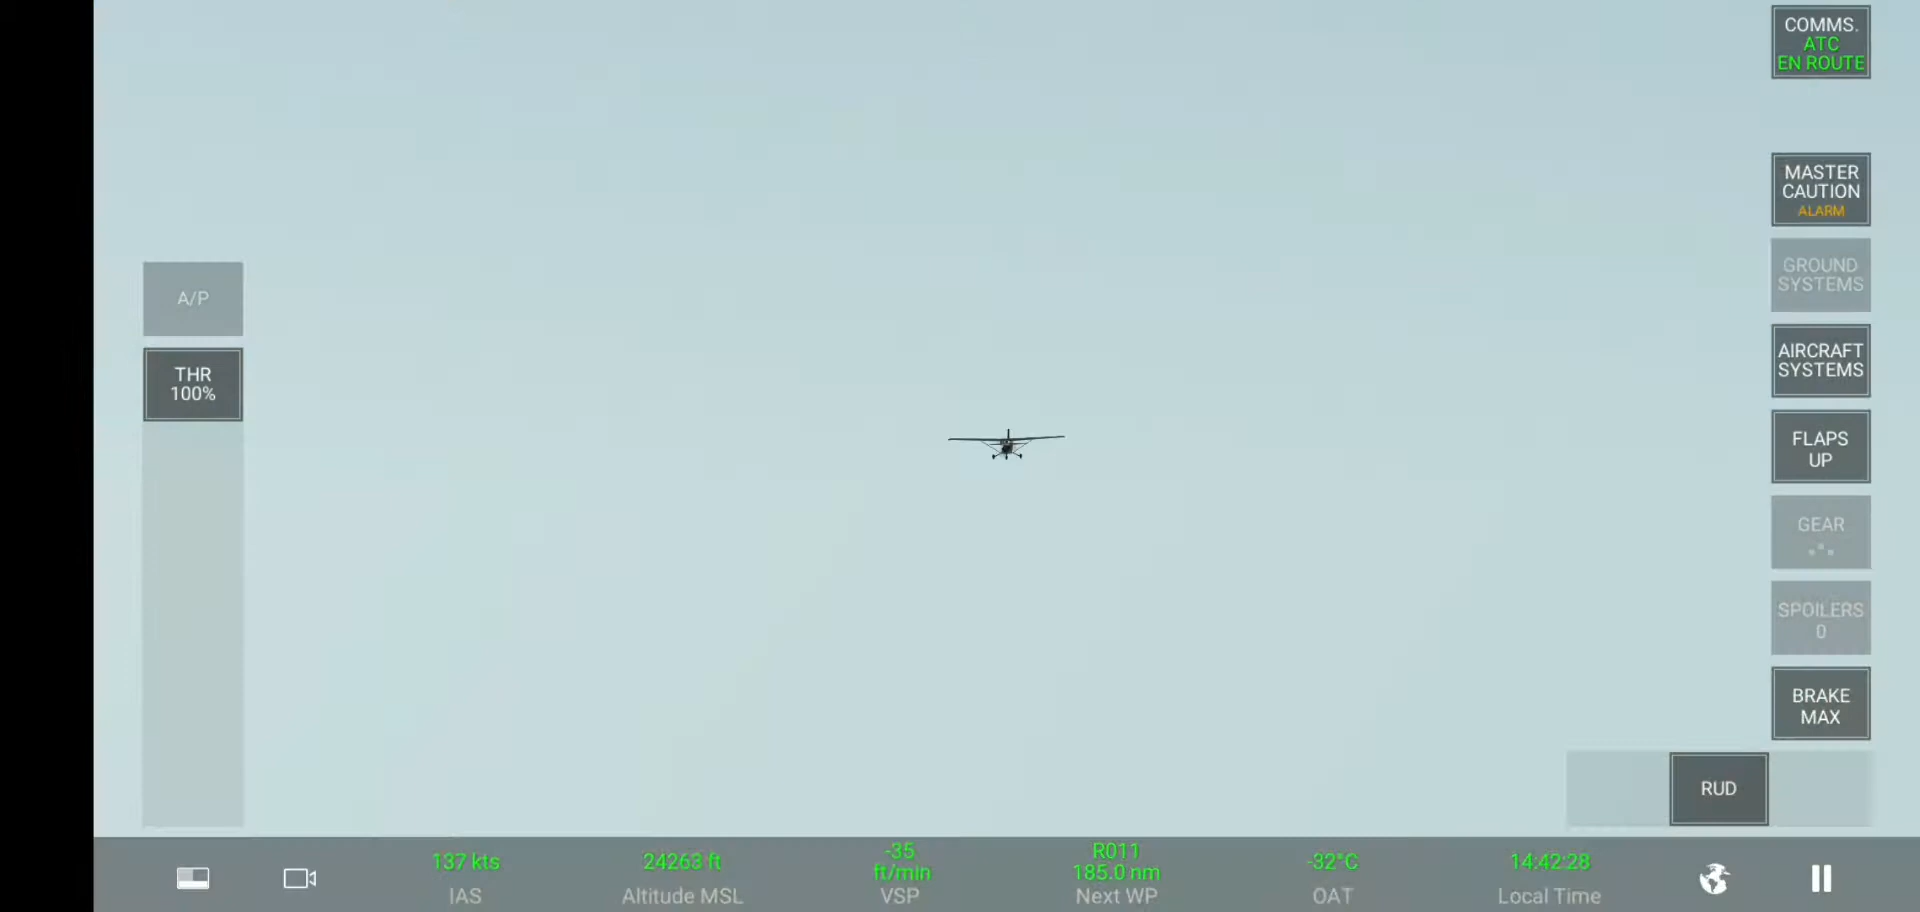 COMMS.
ATC
EN ROUTE
MASTER
CAUTION
ALARM
GROUND
SYSTEMS
A/P
AIRCRAFT
SYSTEMS
THR
100%
FLAPS
UP
GEAR
SPOILERS
0
BRAKE
MAX
RUD
137 kts
IAS
24263 ft
Altitude MSL
-35
ft/min
VSP
R011
185.0 nm
Next WP
-32°C
OAT
14:42:28
Local Time